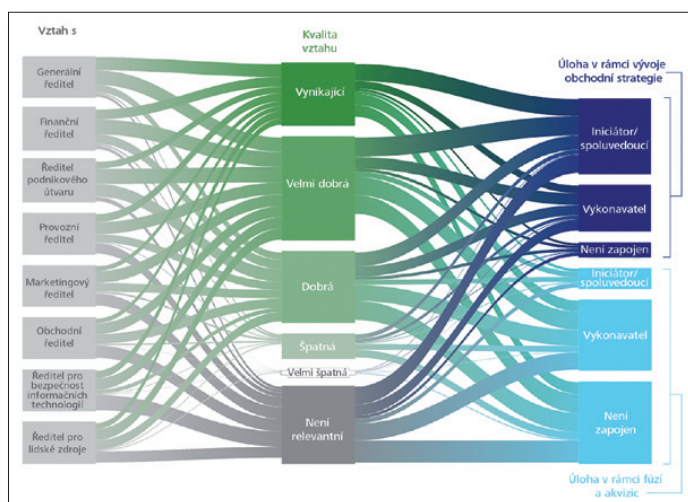 Vztah s
Generální
ředitel
Finanční
ředitel
Ředitel
podnikového
útvaru
Provozní
ředitel
Marketingový
ředitel
Obchodní
ředitel
Ředitel pro
bezpečnost
informačních
technologií
Ředitel pro
lidské zdroje
Kvalita
vztahu
Vynikající
Velmi dobrá
Dobrá
Špatná
Velmi špatná
Není
relevantní
Úloha v rámci vývoje
obchodní strategie
Iniciátor/
spoluvedoucí
Vykonavatel
Není zapojen
Iniciátor/
spoluvedoucí
Vykonavatel
Není
zapojen
Úloha v rámci fúzí
a akvizic